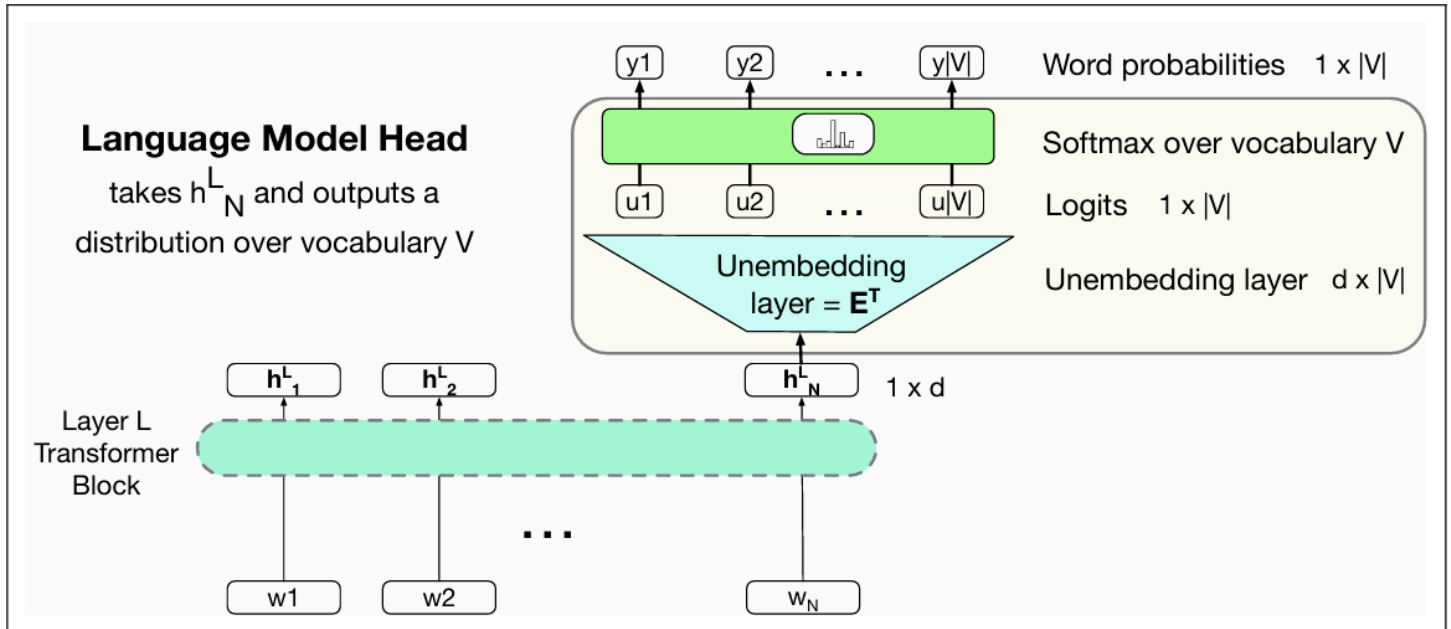 y1 y2 ... y|V| Word probabilities 1 x |V|
Language Model Head
takes h^L_N and outputs a
distribution over vocabulary V
Softmax over vocabulary V
u1 u2 ... u|V| Logits 1 x |V|
Unembedding
layer = E^T
Unembedding layer d x |V|
h^L_1 h^L_2 h^L_N 1 x d
Layer L
Transformer
Block
...
w1 w2 w_N